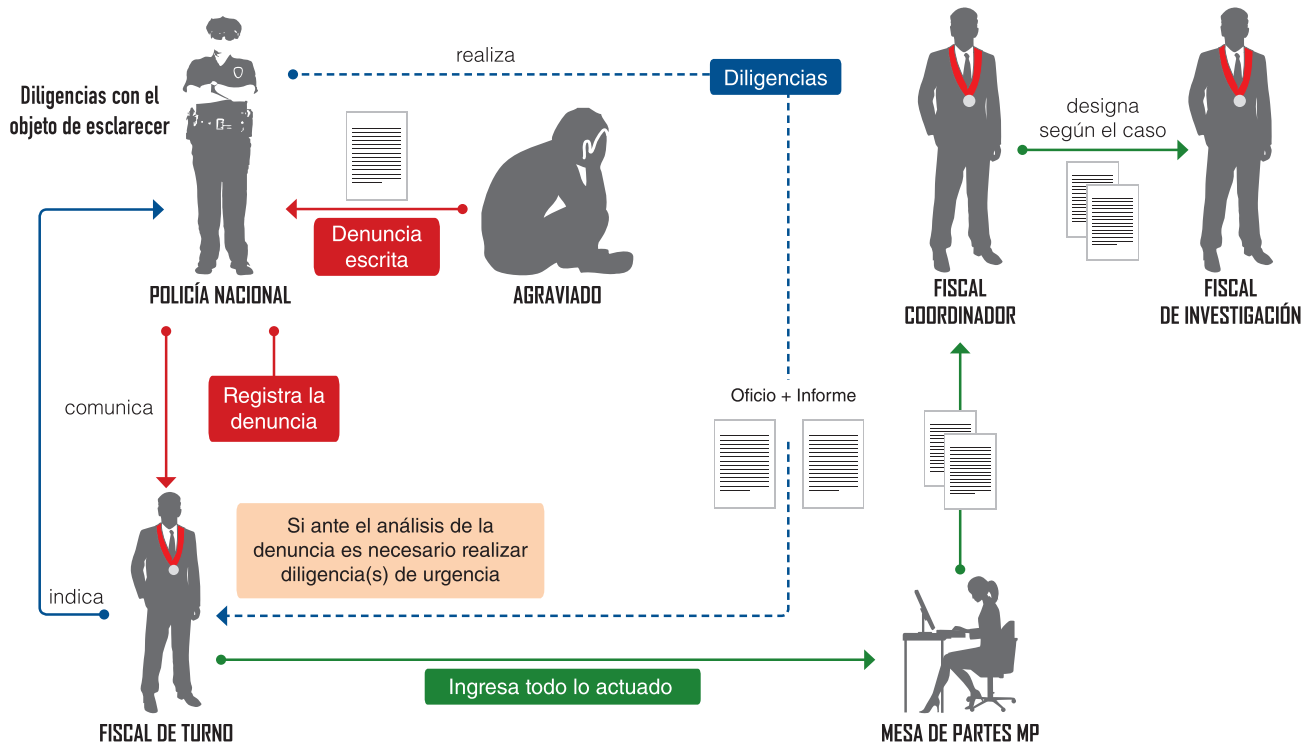 realiza
Diligencias
Diligencias con el
objeto de esclarecer
designa
según el caso
Denuncia
escrita
POLICÍA NACIONAL
AGRAVIADO
FISCAL
COORDINADOR
FISCAL
DE INVESTIGACIÓN
comunica
Registra la
denuncia
Oficio + Informe
Si ante el análisis de la
denuncia es necesario realizar
diligencia(s) de urgencia
indica
Ingresa todo lo actuado
FISCAL DE TURNO
MESA DE PARTES MP